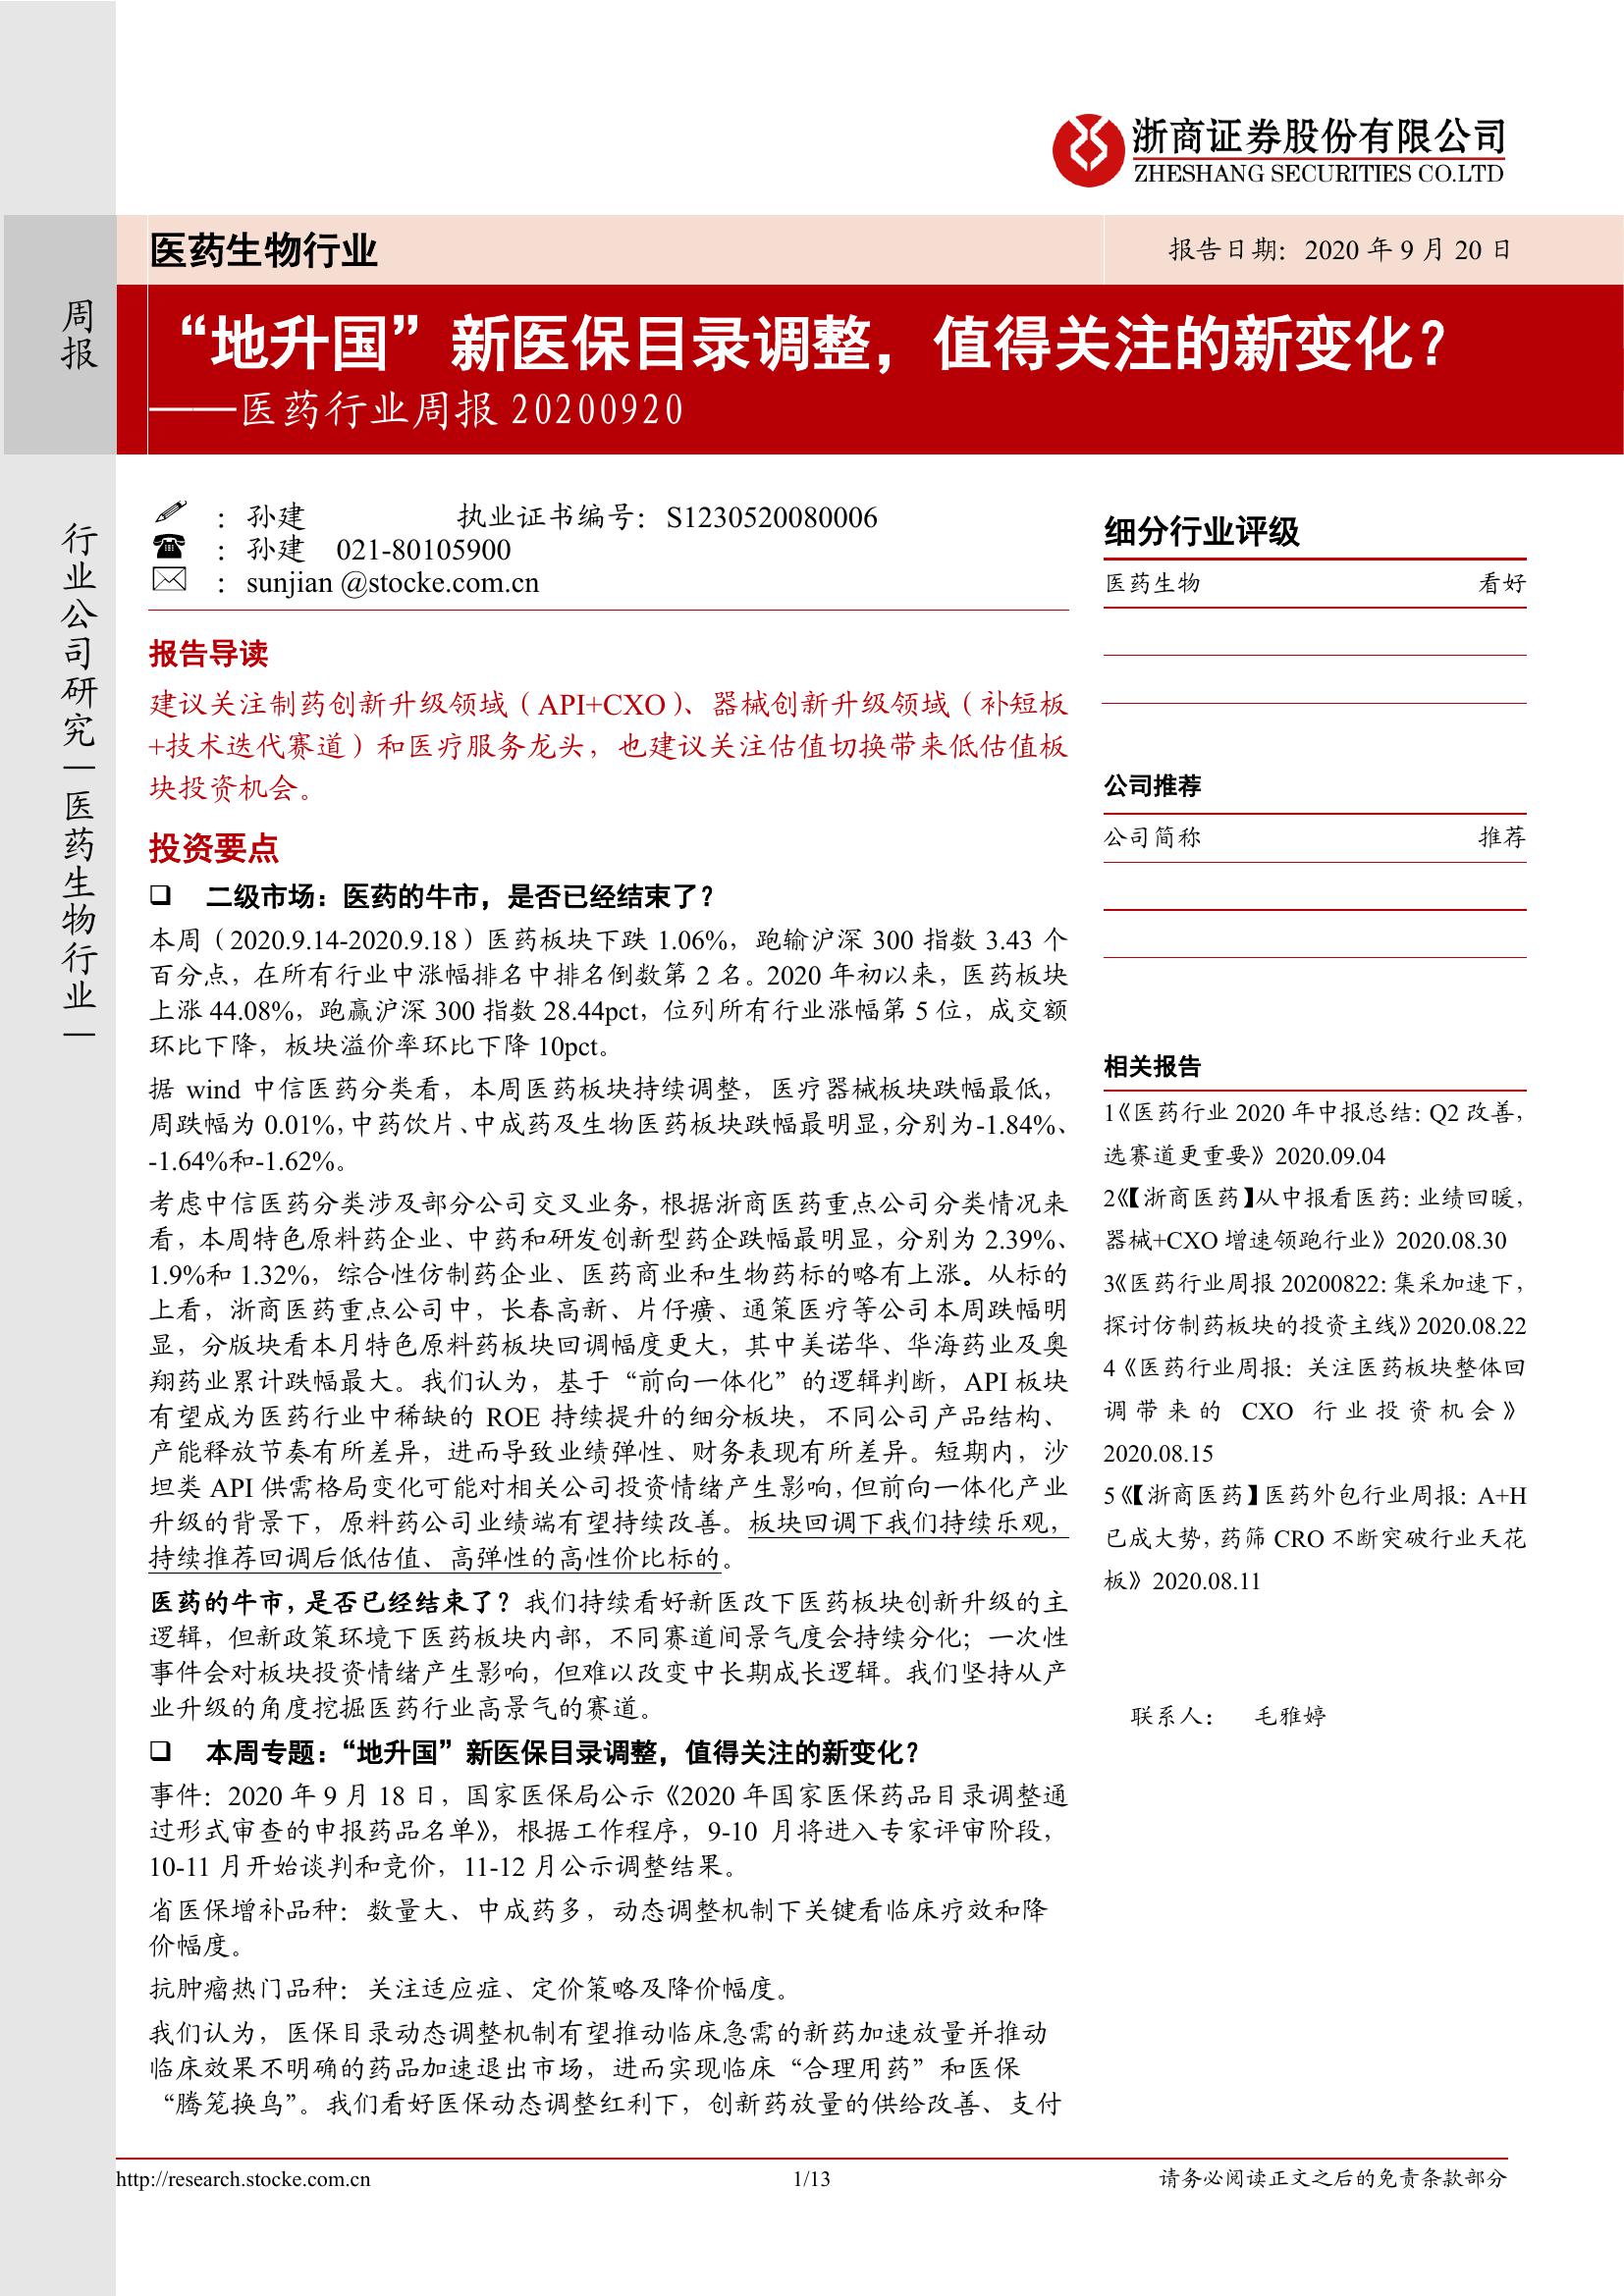 浙商证券股份有限公司
ZHESHANG SECURITIES CO.LTD
医药生物行业
报告日期：2020 年 9 月 20 日
周报
“地升国”新医保目录调整，值得关注的新变化？
——医药行业周报 20200920
行业公司研究|医药生物行业|
：孙建 执业证书编号：S1230520080006
：孙建 021-80105900
：sunjian @stocke.com.cn
报告导读
建议关注制药创新升级领域（API+CXO）、器械创新升级领域（补短板
+技术迭代赛道）和医疗服务龙头，也建议关注估值切换带来低估值板
块投资机会。
投资要点
❑ 二级市场：医药的牛市，是否已经结束了？
本周（2020.9.14-2020.9.18）医药板块下跌 1.06%，跑输沪深 300 指数 3.43 个
百分点，在所有行业中涨幅排名中排名倒数第 2 名。2020 年初以来，医药板块
上涨 44.08%，跑赢沪深 300 指数 28.44pct，位列所有行业涨幅第 5 位，成交额
环比下降，板块溢价率环比下降 10pct。
据 wind 中信医药分类看，本周医药板块持续调整，医疗器械板块跌幅最低，
周跌幅为 0.01%，中药饮片、中成药及生物医药板块跌幅最明显，分别为-1.84%、
-1.64%和-1.62%。
考虑中信医药分类涉及部分公司交叉业务，根据浙商医药重点公司分类情况来
看，本周特色原料药企业、中药和研发创新型药企跌幅最明显，分别为 2.39%、
1.9%和 1.32%，综合性仿制药企业、医药商业和生物药标的略有上涨。从标的
上看，浙商医药重点公司中，长春高新、片仔癀、通策医疗等公司本周跌幅明
显，分版块看本月特色原料药板块回调幅度更大，其中美诺华、华海药业及奥
翔药业累计跌幅最大。我们认为，基于“前向一体化”的逻辑判断，API 板块
有望成为医药行业中稀缺的 ROE 持续提升的细分板块，不同公司产品结构、
产能释放节奏有所差异，进而导致业绩弹性、财务表现有所差异。短期内，沙
坦类 API 供需格局变化可能对相关公司投资情绪产生影响，但前向一体化产业
升级的背景下，原料药公司业绩端有望持续改善。板块回调下我们持续乐观，
持续推荐回调后低估值、高弹性的高性价比标的。
医药的牛市，是否已经结束了？我们持续看好新医改下医药板块创新升级的主
逻辑，但新政策环境下医药板块内部，不同赛道间景气度会持续分化；一次性
事件会对板块投资情绪产生影响，但难以改变中长期成长逻辑。我们坚持从产
业升级的角度挖掘医药行业高景气的赛道。
❑ 本周专题：“地升国”新医保目录调整，值得关注的新变化？
事件：2020 年 9 月 18 日，国家医保局公示《2020 年国家医保药品目录调整通
过形式审查的申报药品名单》，根据工作程序，9-10 月将进入专家评审阶段，
10-11 月开始谈判和竞价，11-12 月公示调整结果。
省医保增补品种：数量大、中成药多，动态调整机制下关键看临床疗效和降
价幅度。
抗肿瘤热门品种：关注适应症、定价策略及降价幅度。
我们认为，医保目录动态调整机制有望推动临床急需的新药加速放量并推动
临床效果不明确的药品加速退出市场，进而实现临床“合理用药”和医保
“腾笼换鸟”。我们看好医保动态调整红利下，创新药放量的供给改善、支付
细分行业评级
医药生物 看好
公司推荐
公司简称 推荐
相关报告
1《医药行业 2020 年中报总结：Q2 改善，
选赛道更重要》2020.09.04
2《【浙商医药】从中报看医药：业绩回暖，
器械+CXO 增速领跑行业》2020.08.30
3《医药行业周报 20200822：集采加速下，
探讨仿制药板块的投资主线》2020.08.22
4《医药行业周报：关注医药板块整体回
调带来的 CXO 行业投资机会》
2020.08.15
5《【浙商医药】医药外包行业周报：A+H
已成大势，药筛 CRO 不断突破行业天花
板》2020.08.11
联系人： 毛雅婷
http://research.stocke.com.cn
1/13
请务必阅读正文之后的免责条款部分